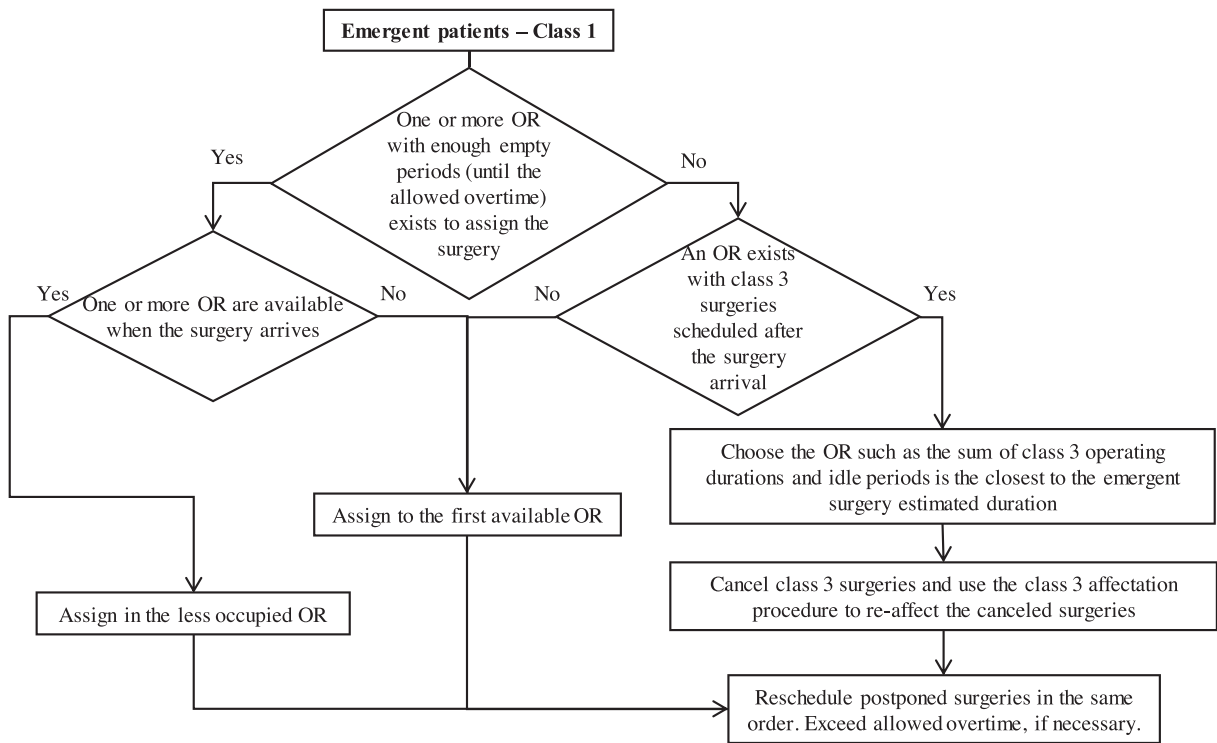 Emergent patients – Class 1
One or more OR
with enough empty
periods (until the
allowed overtime)
exists to assign the
surgery
Yes
No
One or more OR are available
when the surgery arrives
Yes
No
An OR exists
with class 3
surgeries
scheduled after
the surgery
arrival
No
Yes
Choose the OR such as the sum of class 3 operating
durations and idle periods is the closest to the emergent
surgery estimated duration
Assign to the first available OR
Cancel class 3 surgeries and use the class 3 affectation
procedure to re-affect the canceled surgeries
Assign in the less occupied OR
Reschedule postponed surgeries in the same
order. Exceed allowed overtime, if necessary.